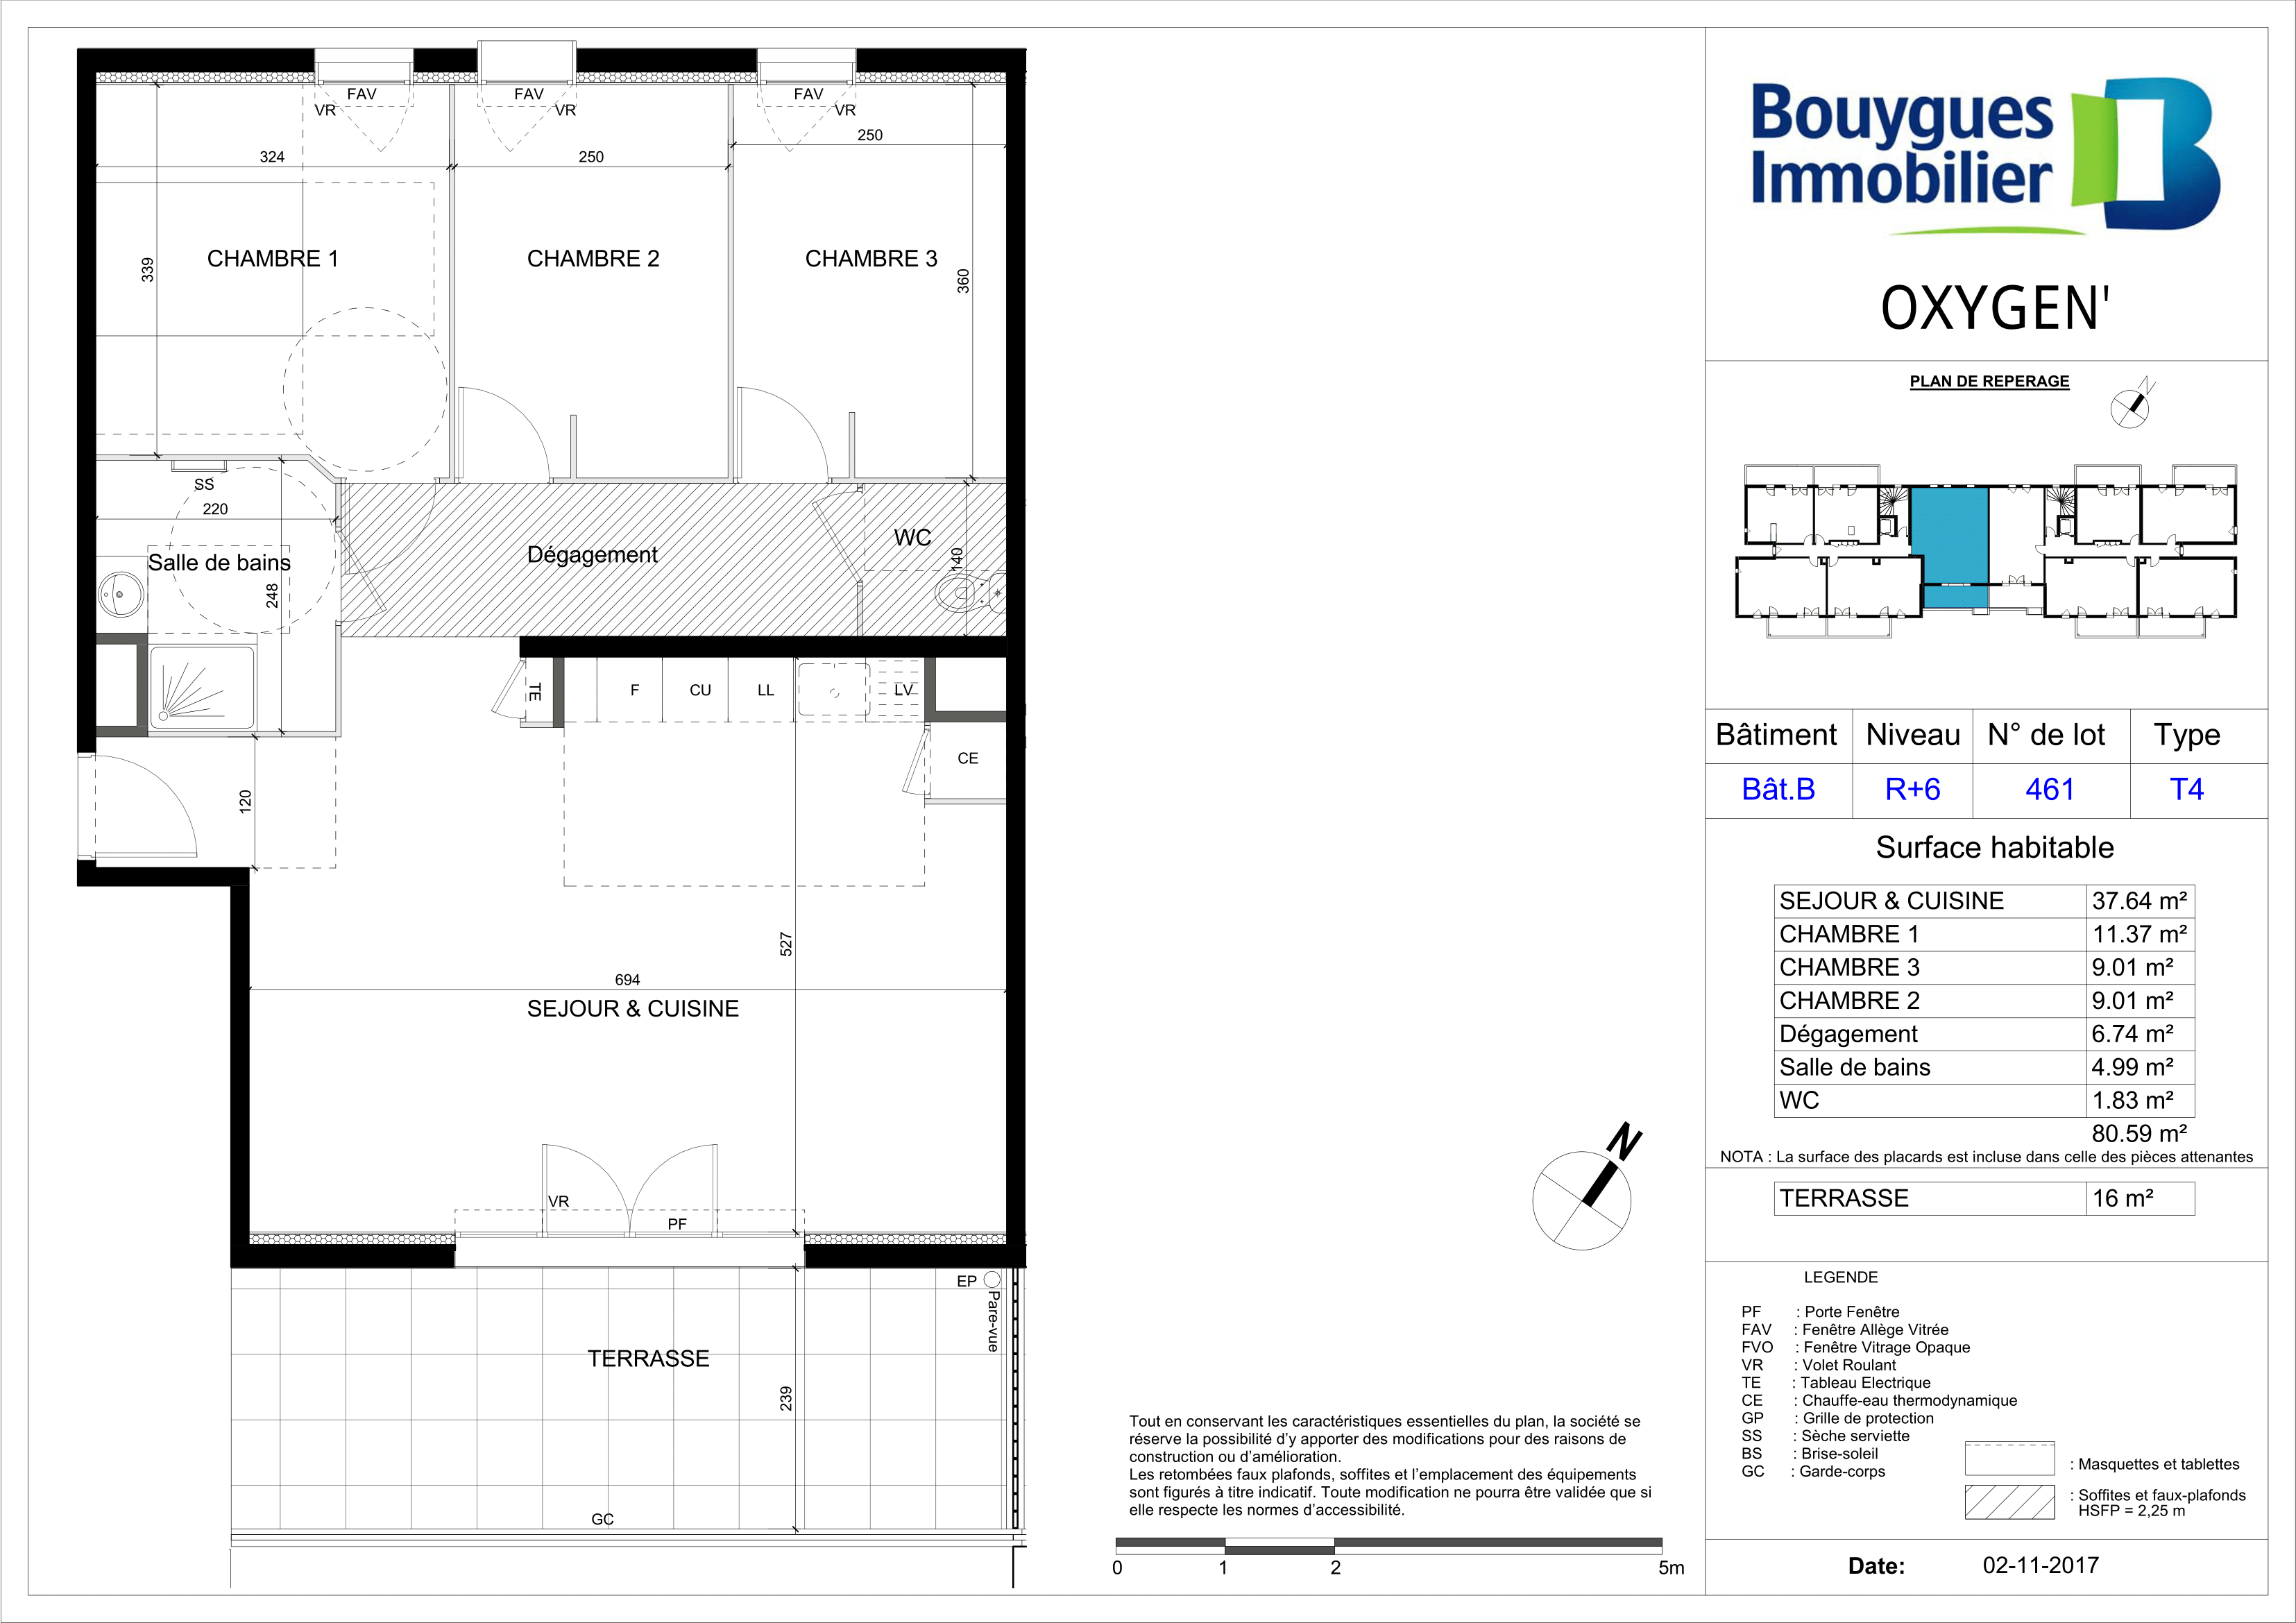 FAV
VR
FAV
VR
FAV
VR
324
250
250
CHAMBRE 1
CHAMBRE 2
CHAMBRE 3
339
360
SS
220
Salle de bains
248
Dégagement
WC
140
TE
F
CU
LL
LV
CE
120
527
694
SEJOUR & CUISINE
VR
PF
EP
Pare-vue
TERRASSE
239
GC
N
Tout en conservant les caractéristiques essentielles du plan, la société se
réserve la possibilité d'y apporter des modifications pour des raisons de
construction ou d'amélioration.
Les retombées faux plafonds, soffites et l'emplacement des équipements
sont figurés à titre indicatif. Toute modification ne pourra être validée que si
elle respecte les normes d'accessibilité.
0 1 2 5m
Bouygues
Immobilier
OXYGEN'
PLAN DE REPERAGE
N
Bâtiment Niveau N° de lot Type
Bât.B R+6 461 T4
Surface habitable
SEJOUR & CUISINE 37.64 m²
CHAMBRE 1 11.37 m²
CHAMBRE 3 9.01 m²
CHAMBRE 2 9.01 m²
Dégagement 6.74 m²
Salle de bains 4.99 m²
WC 1.83 m²
80.59 m²
NOTA : La surface des placards est incluse dans celle des pièces attenantes
TERRASSE 16 m²
LEGENDE
PF : Porte Fenêtre
FAV : Fenêtre Allège Vitrée
FVO : Fenêtre Vitrage Opaque
VR : Volet Roulant
TE : Tableau Electrique
CE : Chauffe-eau thermodynamique
GP : Grille de protection
SS : Sèche serviette
BS : Brise-soleil
GC : Garde-corps
: Masquettes et tablettes
: Soffites et faux-plafonds
HSFP = 2,25 m
Date: 02-11-2017